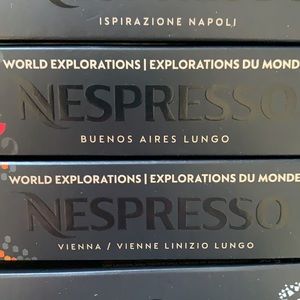 ISPIRAZIONE NAPOLI
WORLD EXPLORATIONS | EXPLORATIONS DU MONDE
NESPRESSO
BUENOS AIRES LUNGO
WORLD EXPLORATIONS | EXPLORATIONS DU MONDE
NESPRESSO
VIENNA / VIENNE LINIZIO LUNGO